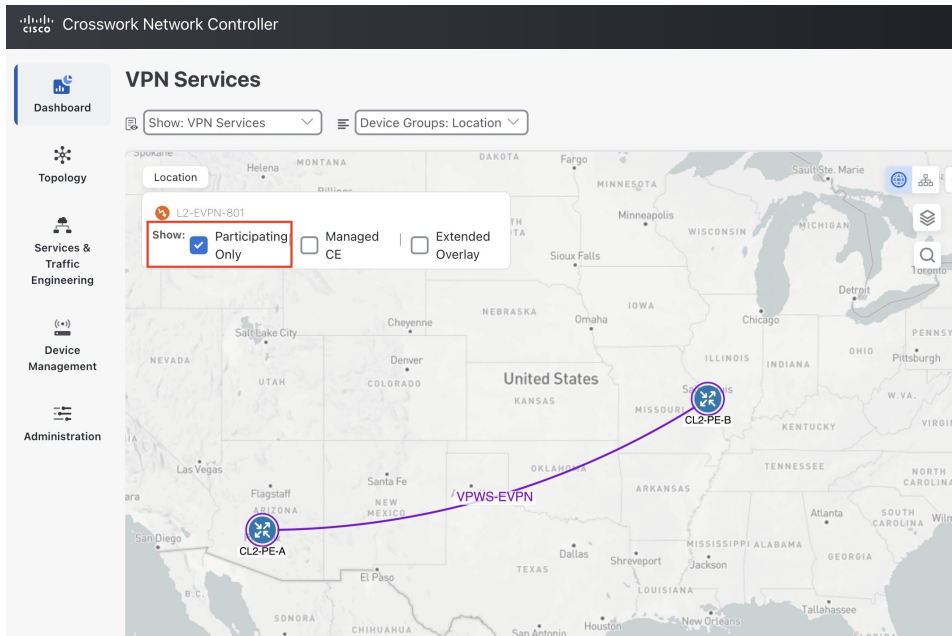 cisco Crosswork Network Controller
VPN Services
Dashboard
Show: VPN Services
Device Groups: Location
Topology
Services &
Traffic
Engineering
Device
Management
Administration
Location
L2-EVPN-801
Show:
Participating
Only
Managed
CE
Extended
Overlay
Spokane
Helena
MONTANA
DAKOTA
Fargo
Sault Ste. Marie
Billings
MINNESOTA
Minneapolis
WISCONSIN
MICHIGAN
Sioux Falls
Toronto
Detroit
NEBRASKA
IOWA
Chicago
Salt Lake City
Cheyenne
Omaha
PENNSY
NEVADA
Denver
ILLINOIS
INDIANA
OHIO
Pittsburgh
UTAH
COLORADO
United States
KANSAS
MISSOURI
W.VA.
CL2-PE-B
KENTUCKY
VIRGI
Las Vegas
Santa Fe
OKLAHOMA
TENNESSEE
NORTH
CAROLINA
Flagstaff
ARIZONA
NEW
MEXICO
VPWS-EVPN
ARKANSAS
Atlanta
SOUTH
CAROLINA
Wilm
San Diego
CL2-PE-A
Dallas
Shreveport
MISSISSIPPI
ALABAMA
Jackson
GEORGIA
El Paso
TEXAS
B.C.
LOUISIANA
SONORA
CHIHUAHUA
San Antonio
Houston
New Orleans
Tallahassee